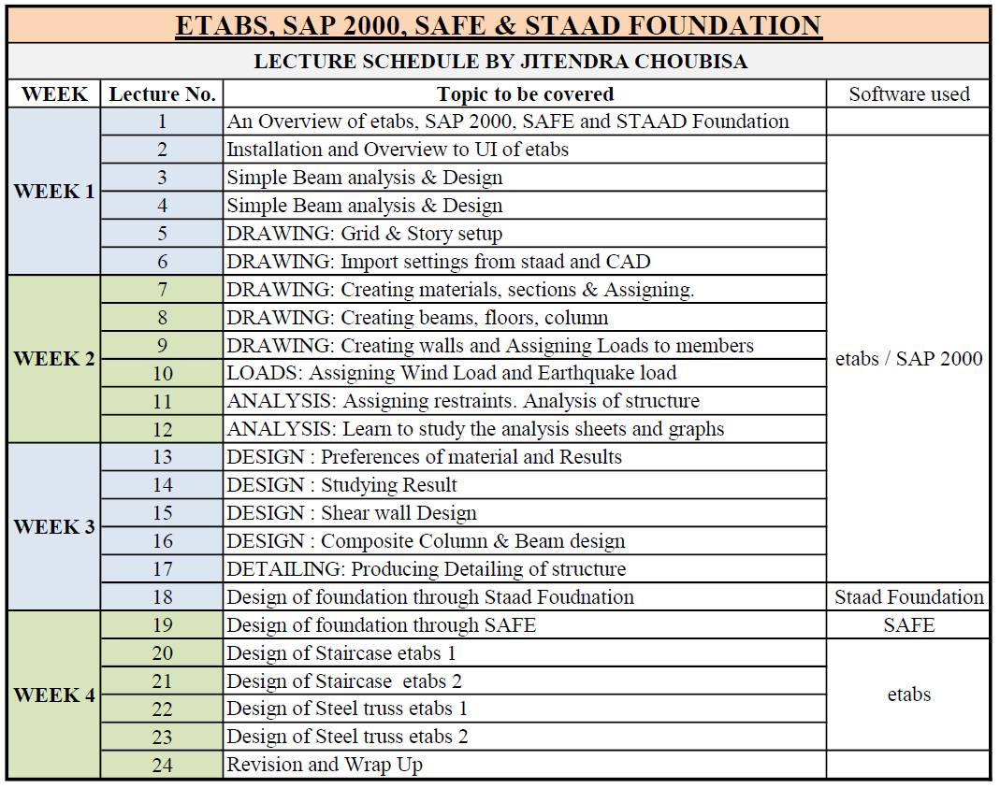 ETABS, SAP 2000, SAFE & STAAD FOUNDATION
LECTURE SCHEDULE BY JITENDRA CHOUBISA
WEEK Lecture No. Topic to be covered Software used
WEEK 1
1 An Overview of etabs, SAP 2000, SAFE and STAAD Foundation
2 Installation and Overview to UI of etabs
3 Simple Beam analysis & Design
4 Simple Beam analysis & Design
5 DRAWING: Grid & Story setup
6 DRAWING: Import settings from staad and CAD
WEEK 2
7 DRAWING: Creating materials, sections & Assigning.
8 DRAWING: Creating beams, floors, column
9 DRAWING: Creating walls and Assigning Loads to members
etabs / SAP 2000
10 LOADS: Assigning Wind Load and Earthquake load
11 ANALYSIS: Assigning restraints. Analysis of structure
12 ANALYSIS: Learn to study the analysis sheets and graphs
WEEK 3
13 DESIGN : Preferences of material and Results
14 DESIGN : Studying Result
15 DESIGN : Shear wall Design
16 DESIGN : Composite Column & Beam design
17 DETAILING: Producing Detailing of structure
18 Design of foundation through Staad Foudnation Staad Foundation
WEEK 4
19 Design of foundation through SAFE SAFE
20 Design of Staircase etabs 1
21 Design of Staircase etabs 2
etabs
22 Design of Steel truss etabs 1
23 Design of Steel truss etabs 2
24 Revision and Wrap Up